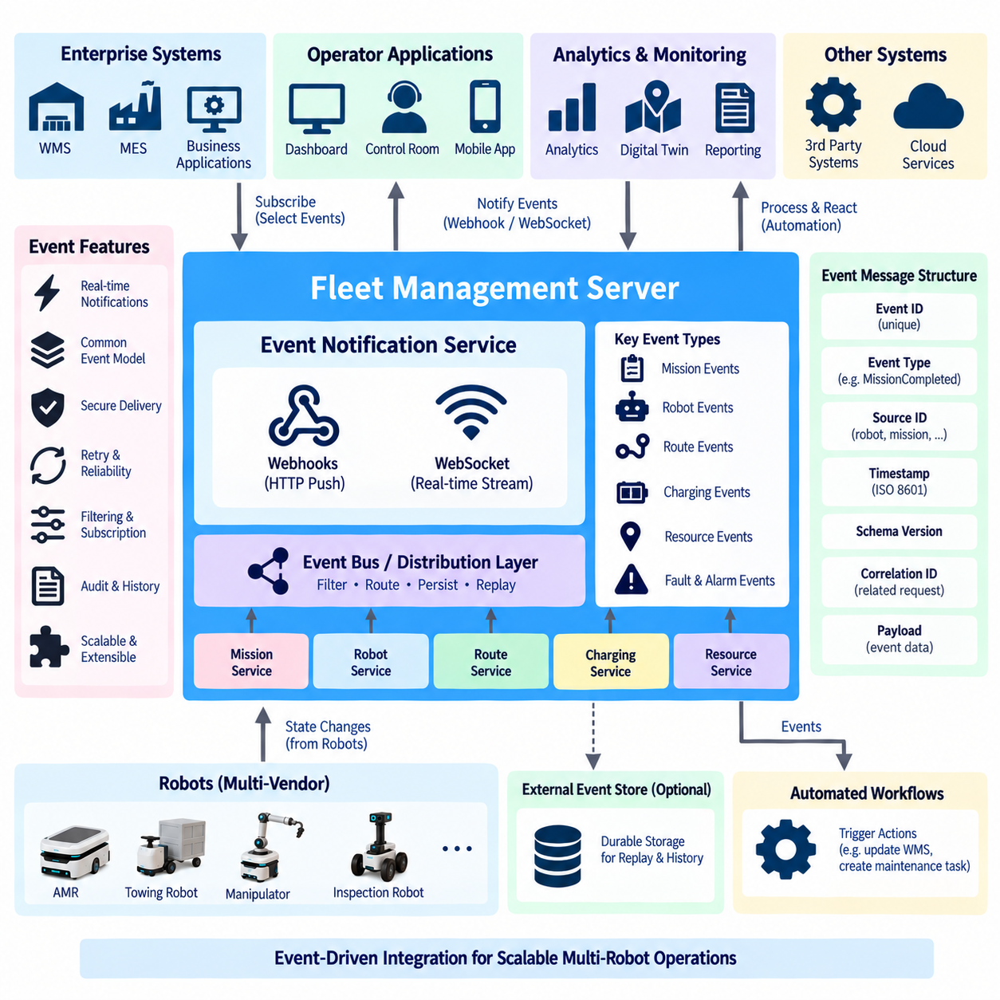 Enterprise Systems
WMS
MES
Business
Applications
Operator Applications
Dashboard
Control Room
Mobile App
Analytics & Monitoring
Analytics
Digital Twin
Reporting
Other Systems
3rd Party
Systems
Cloud
Services
Subscribe
(Select Events)
Notify Events
(Webhook / WebSocket)
Process & React
(Automation)
Event Features
Real-time
Notifications
Common
Event Model
Secure Delivery
Retry &
Reliability
Filtering &
Subscription
Audit & History
Scalable &
Extensible
Fleet Management Server
Event Notification Service
Webhooks
(HTTP Push)
WebSocket
(Real-time Stream)
Key Event Types
Mission Events
Robot Events
Route Events
Charging Events
Resource Events
Fault & Alarm Events
Event Bus / Distribution Layer
Filter • Route • Persist • Replay
Mission
Service
Robot
Service
Route
Service
Charging
Service
Resource
Service
Event Message Structure
Event ID
(unique)
Event Type
(e.g. MissionCompleted)
Source ID
(robot, mission, ...)
Timestamp
(ISO 8601)
Schema Version
Correlation ID
(related request)
Payload
(event data)
State Changes
(from Robots)
Events
Robots (Multi-Vendor)
AMR
Towing Robot
Manipulator
Inspection Robot
...
External Event Store (Optional)
Durable Storage
for Replay & History
Automated Workflows
Trigger Actions
(e.g. update WMS,
create maintenance task)
Event-Driven Integration for Scalable Multi-Robot Operations